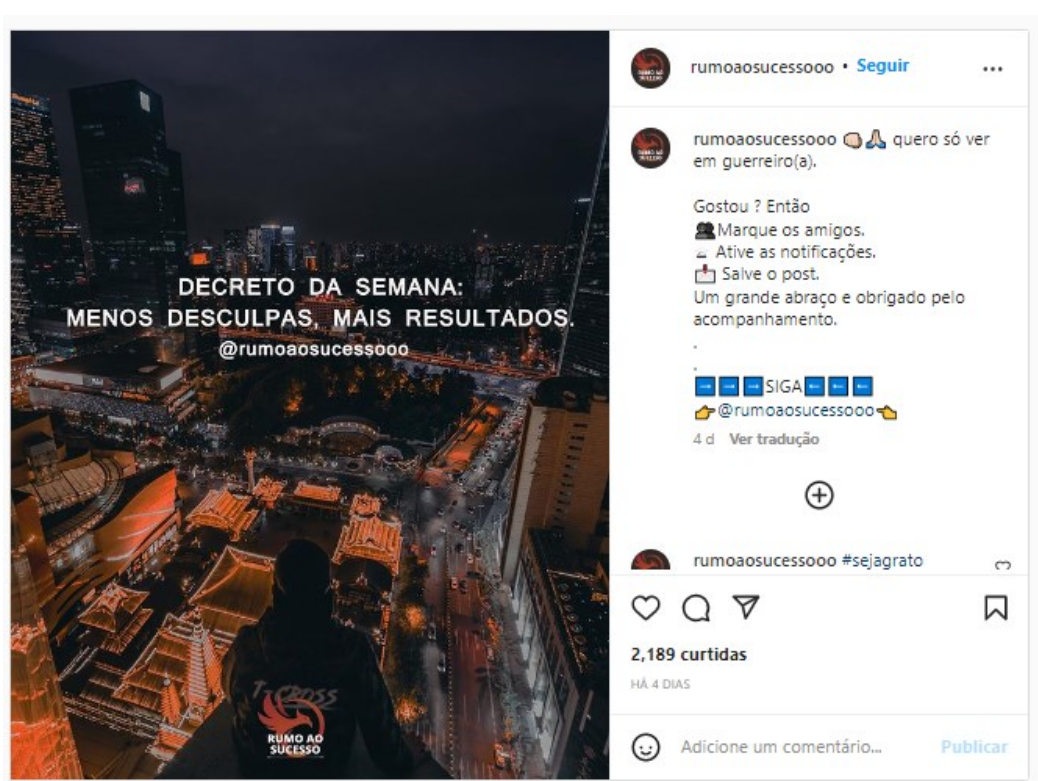 DECRETO DA SEMANA:
MENOS DESCULPAS, MAIS RESULTADOS.
@rumoaosucessooo
T-CROSS
RUMO AO
SUCESSO
rumoaosucessooo • Seguir
rumoaosucessooo 👊🏻🙏🏻 quero só ver
em guerreiro(a).
Gostou ? Então
👥Marque os amigos.
Ative as notificações.
📩 Salve o post.
Um grande abraço e obrigado pelo
acompanhamento.
.
.
➡➡➡SIGA⬅⬅⬅
👉@rumoaosucessooo👈
4 d Ver tradução
rumoaosucessooo #sejagrato
2,189 curtidas
HÁ 4 DIAS
Adicione um comentário... Publicar